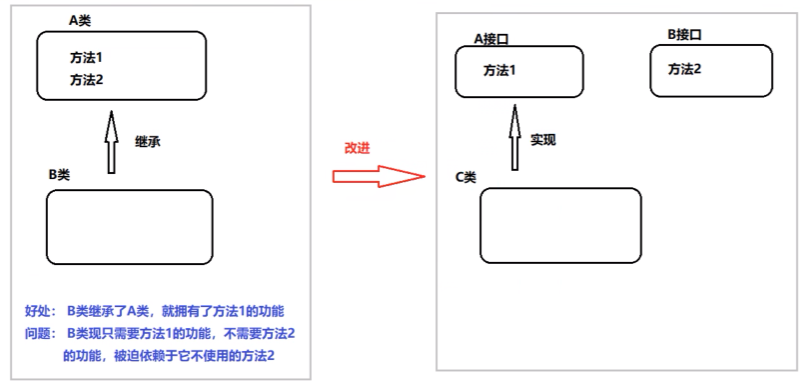 A类
方法1
方法2
继承
B类
好处： B类继承了A类，就拥有了方法1的功能
问题： B类现只需要方法1的功能，不需要方法2
的功能，被迫依赖于它不使用的方法2
改进
A接口
方法1
B接口
方法2
实现
C类